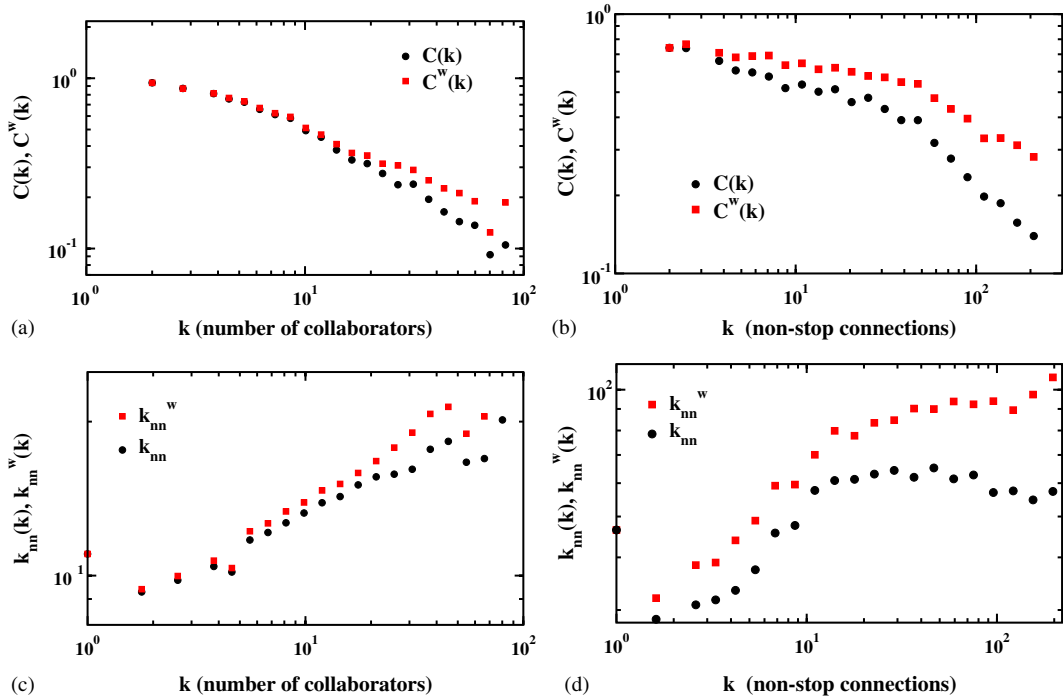 10^0
C(k)
C^w(k)
10^0
10^-1
C(k), C^w(k)
10^0
10^1
10^2
(a)
k (number of collaborators)
10^0
C(k)
C^w(k)
10^-1
C(k), C^w(k)
10^0
10^1
10^2
(b)
k (non-stop connections)
k_nn^w
k_nn
10^1
k_nn(k), k_nn^w(k)
10^0
10^1
10^2
(c)
k (number of collaborators)
10^2
k_nn^w
k_nn
k_nn(k), k_nn^w(k)
10^0
10^1
10^2
(d)
k (non-stop connections)